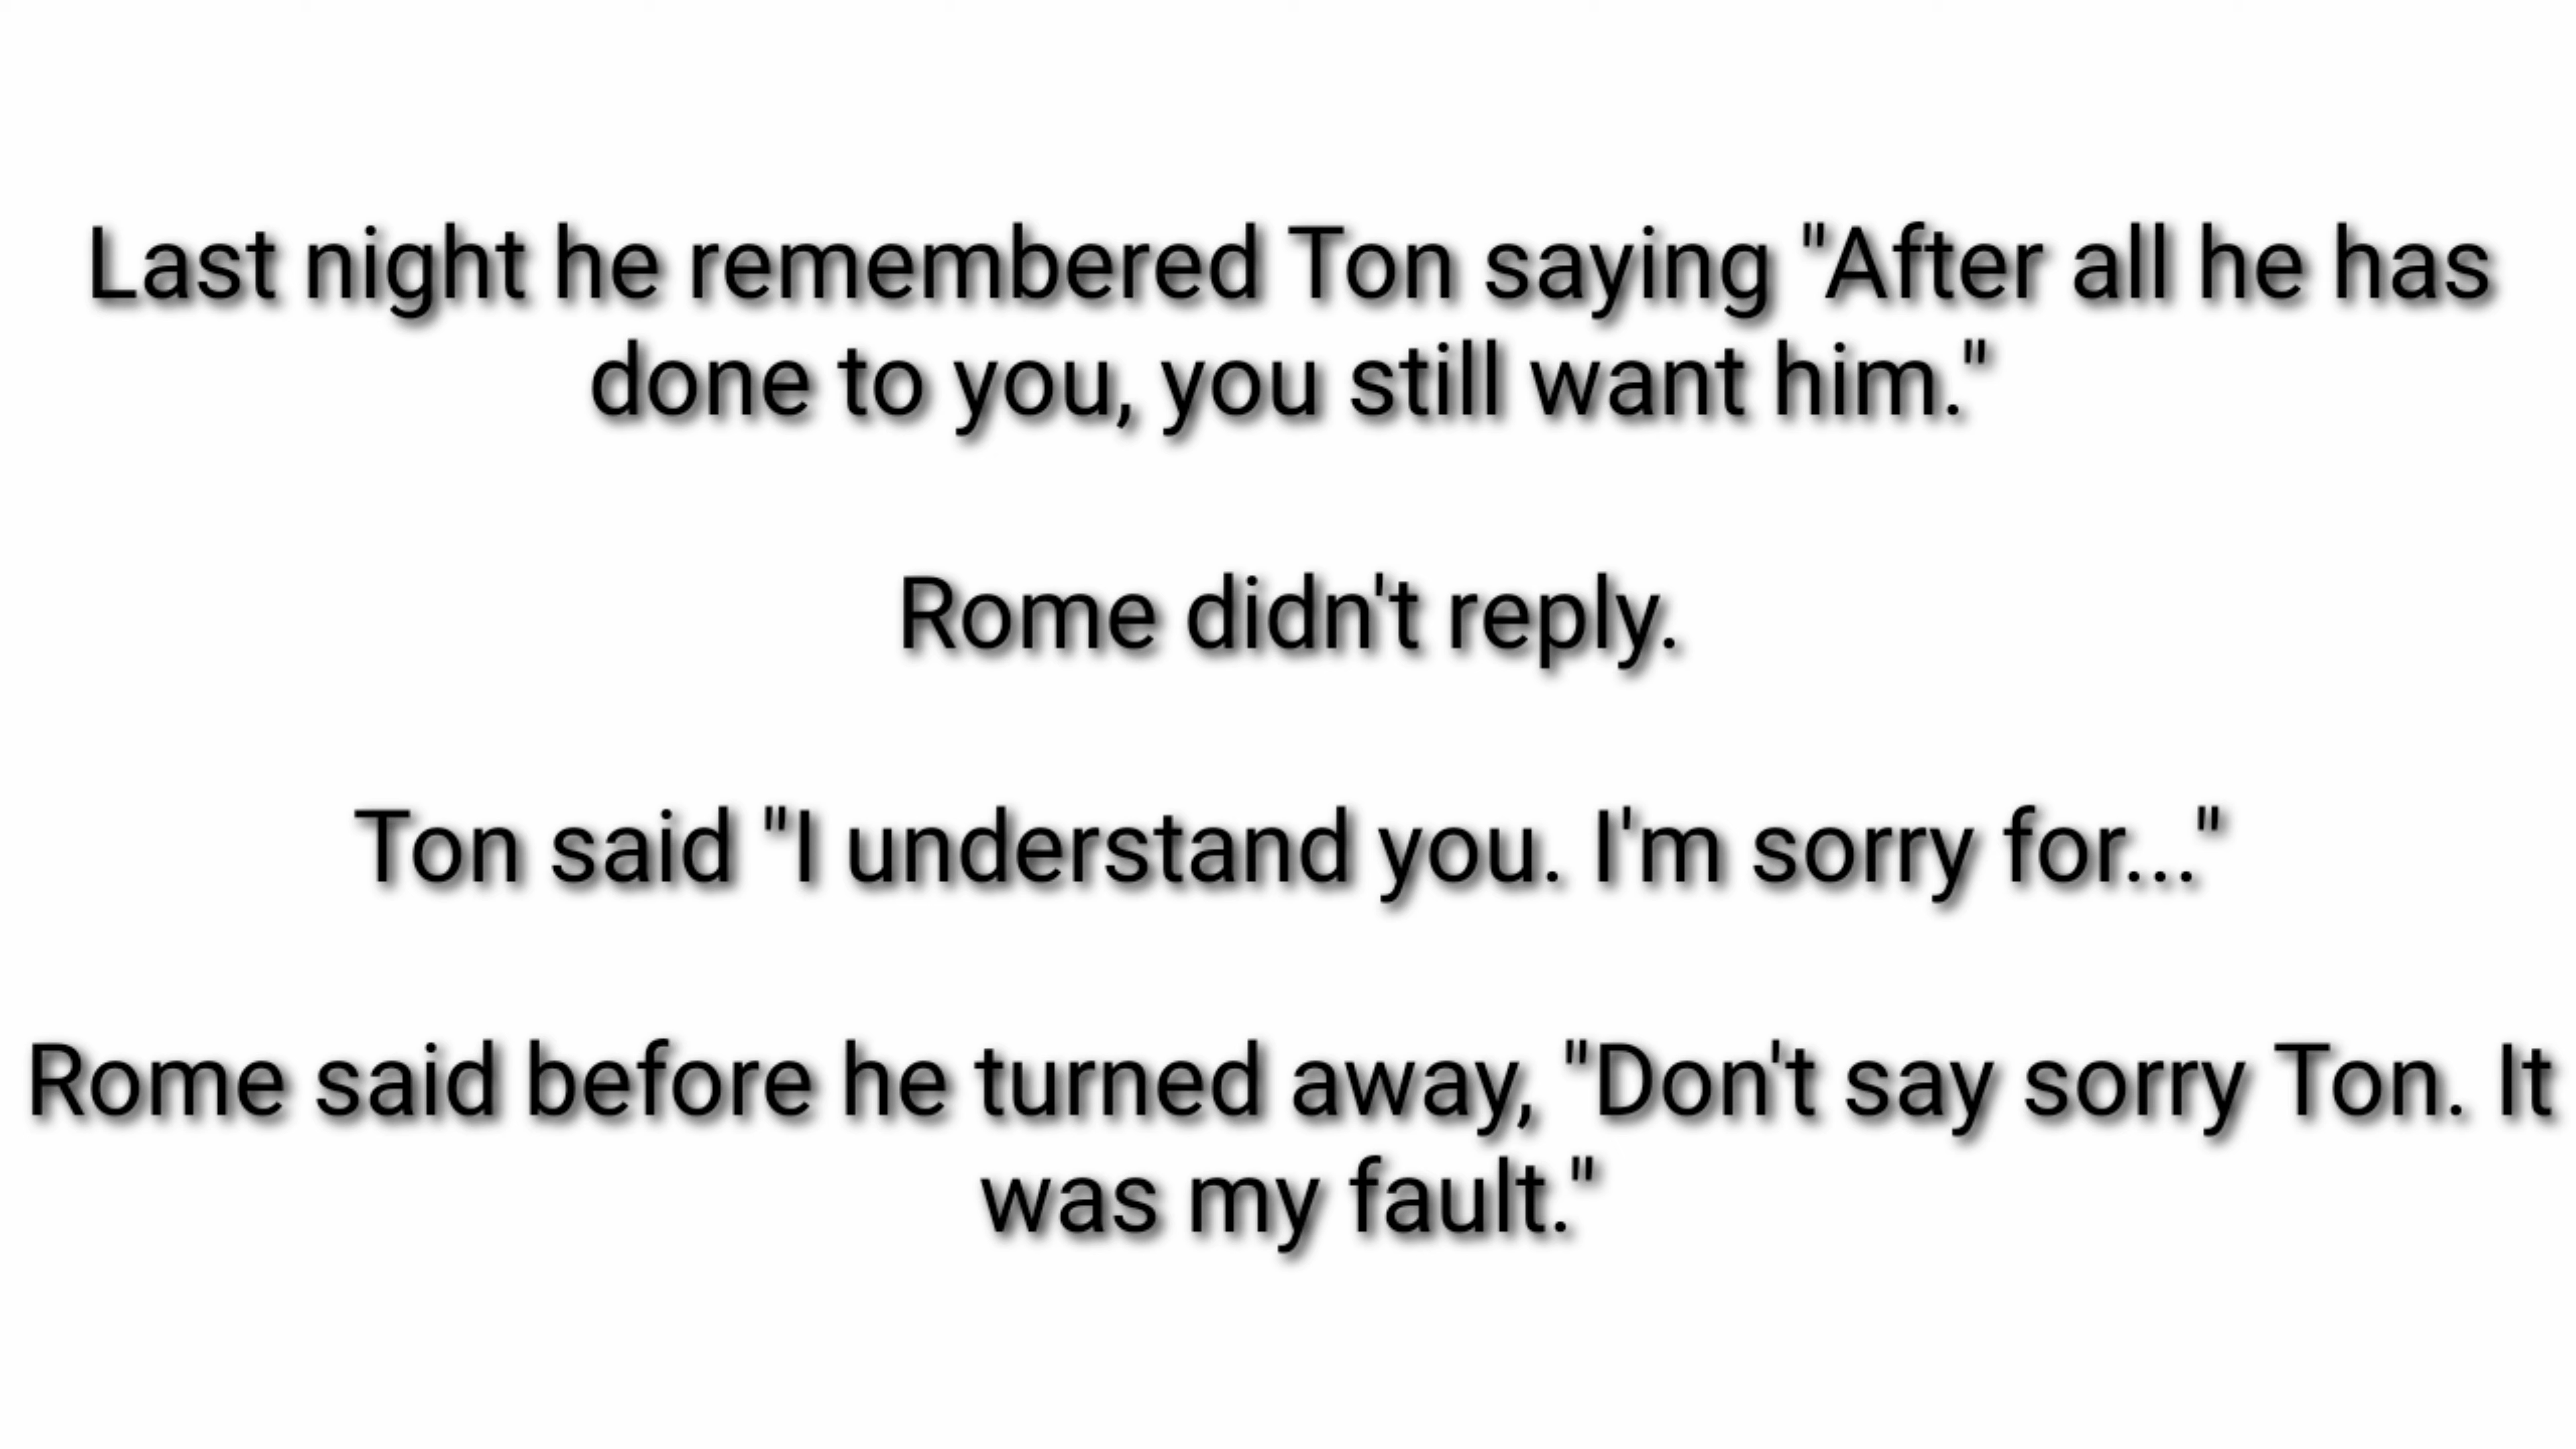 Last night he remembered Ton saying "After all he has
done to you, you still want him."
Rome didn't reply.
Ton said "I understand you. I'm sorry for..."
Rome said before he turned away, "Don't say sorry Ton. It
was my fault."